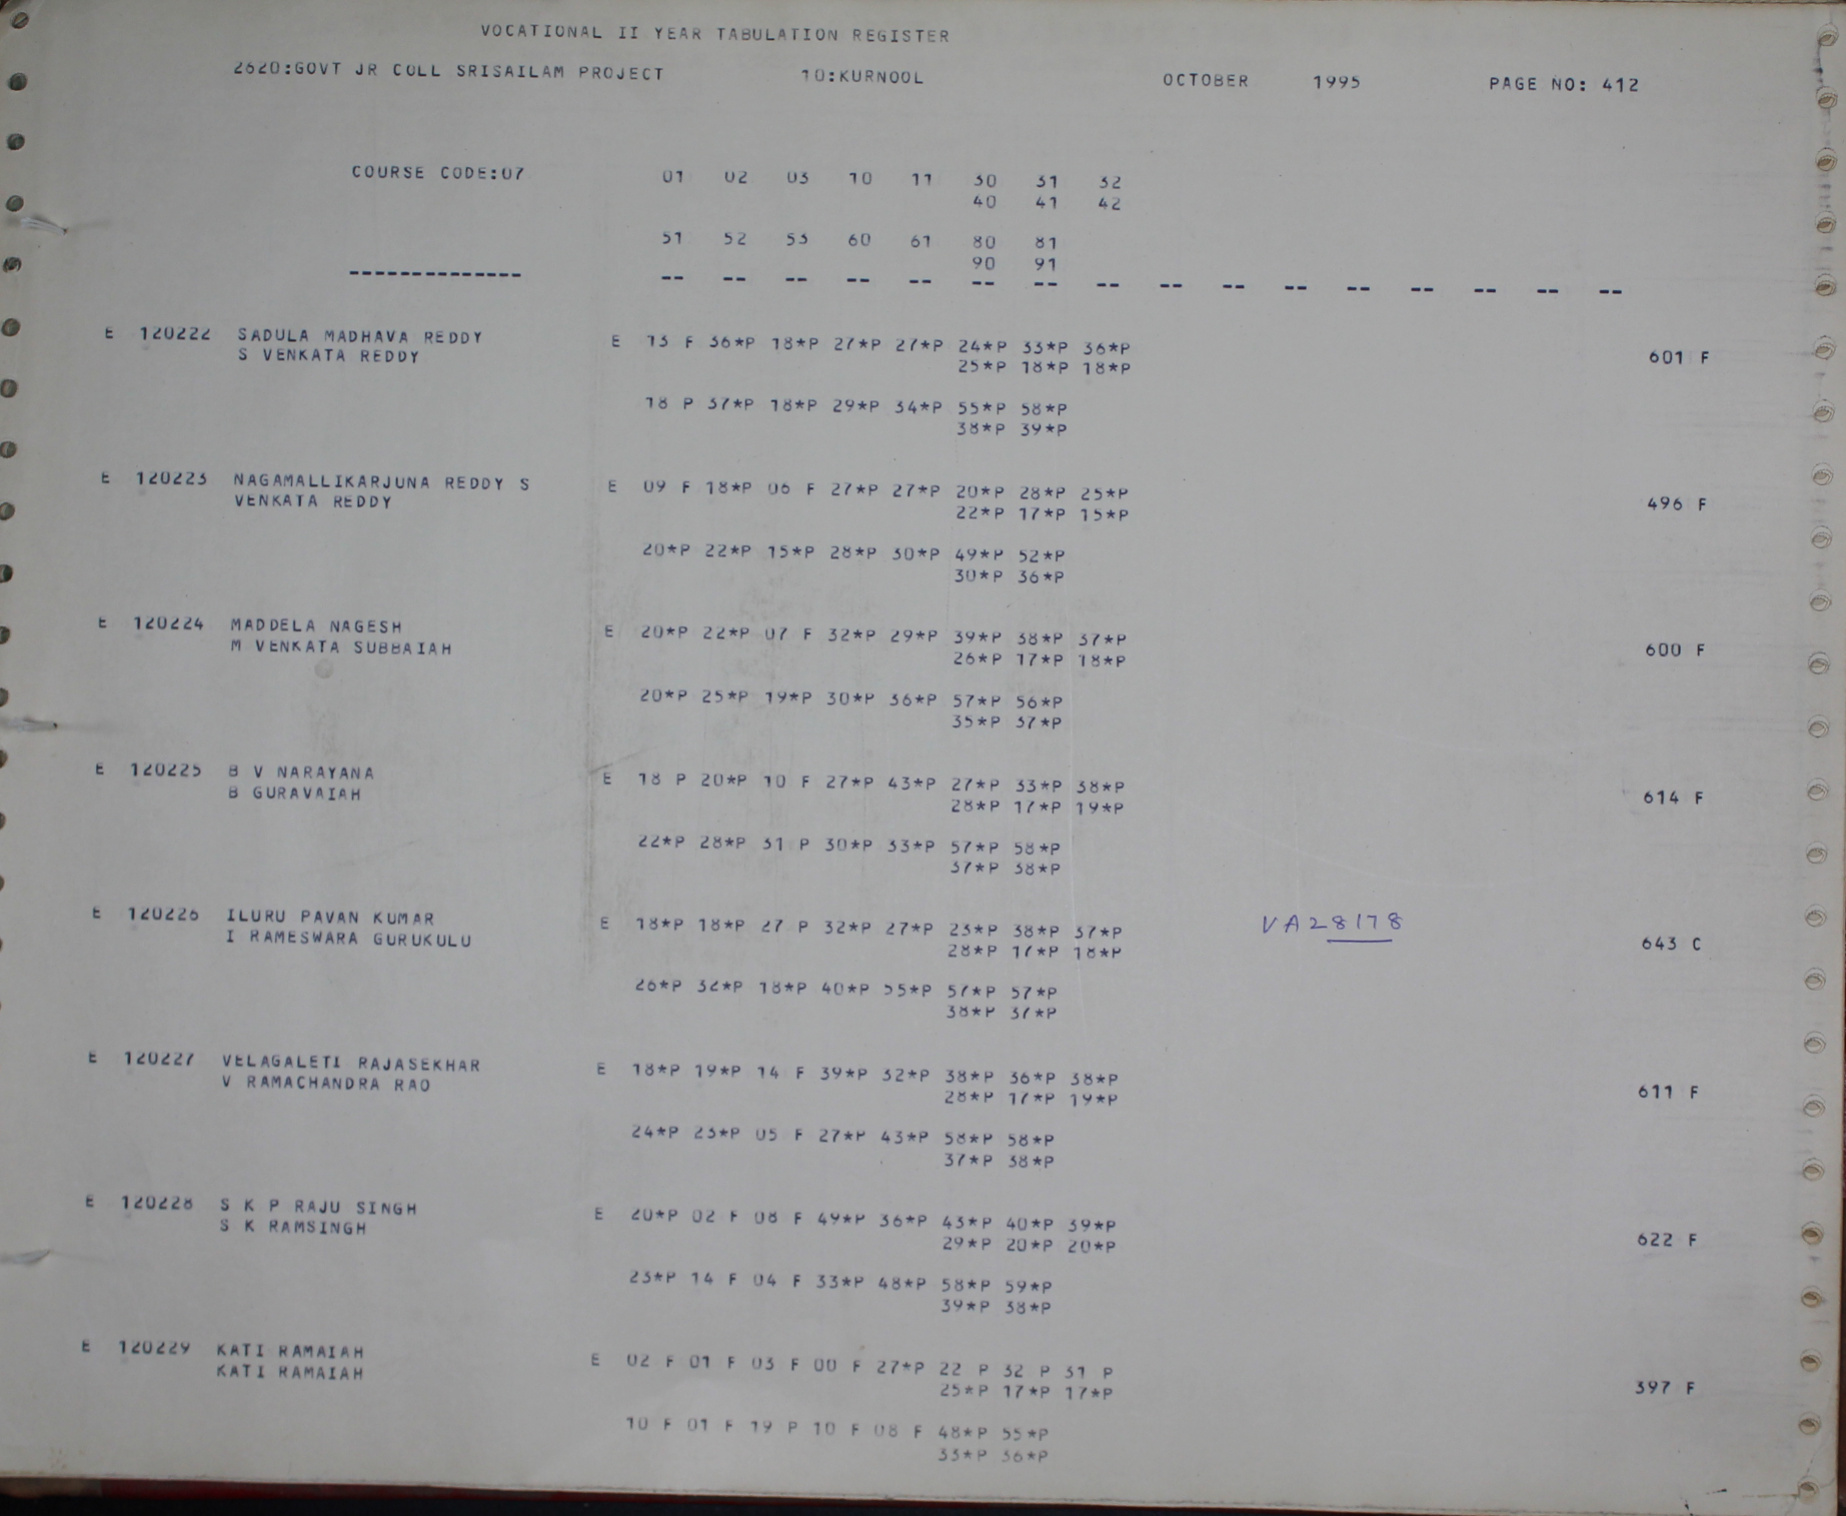 VOCATIONAL II YEAR TABULATION REGISTER
2620:GOVT JR COLL SRISAILAM PROJECT 10:KURNOOL OCTOBER 1995 PAGE NO: 412
COURSE CODE:07 01 02 03 10 11 30 31 32
40 41 42
51 52 53 60 61 80 81
90 91
-------------- -- -- -- -- -- -- -- -- -- -- -- -- -- -- -- --
E 120222 SADULA MADHAVA REDDY E 13 F 36*P 18*P 27*P 27*P 24*P 33*P 36*P
S VENKATA REDDY 25*P 18*P 18*P 601 F
18 P 37*P 18*P 29*P 34*P 55*P 58*P
38*P 39*P
E 120223 NAGAMALLIKARJUNA REDDY S E 09 F 18*P 06 F 27*P 27*P 20*P 28*P 25*P
VENKATA REDDY 22*P 17*P 15*P 496 F
20*P 22*P 15*P 28*P 30*P 49*P 52*P
30*P 36*P
E 120224 MADDELA NAGESH E 20*P 22*P 07 F 32*P 29*P 39*P 38*P 37*P
M VENKATA SUBBAIAH 26*P 17*P 18*P 600 F
20*P 25*P 19*P 30*P 36*P 57*P 56*P
35*P 37*P
E 120225 B V NARAYANA E 18 P 20*P 10 F 27*P 43*P 27*P 33*P 38*P
B GURAVAIAH 28*P 17*P 19*P 614 F
22*P 28*P 31 P 30*P 33*P 57*P 58*P
37*P 38*P
E 120226 ILURU PAVAN KUMAR E 18*P 18*P 27 P 32*P 27*P 23*P 38*P 37*P VA28178
I RAMESWARA GURUKULU 28*P 17*P 18*P 643 C
26*P 32*P 18*P 40*P 55*P 57*P 57*P
38*P 37*P
E 120227 VELAGALETI RAJASEKHAR E 18*P 19*P 14 F 39*P 32*P 38*P 36*P 38*P
V RAMACHANDRA RAO 28*P 17*P 19*P 611 F
24*P 23*P 05 F 27*P 43*P 58*P 58*P
37*P 38*P
E 120228 S K P RAJU SINGH E 20*P 02 F 08 F 49*P 36*P 43*P 40*P 39*P
S K RAMSINGH 29*P 20*P 20*P 622 F
23*P 14 F 04 F 33*P 48*P 58*P 59*P
39*P 38*P
E 120229 KATI RAMAIAH E 02 F 01 F 03 F 00 F 27*P 22 P 32 P 31 P
KATI RAMAIAH 25*P 17*P 17*P 397 F
10 F 01 F 19 P 10 F 08 F 48*P 55*P
33*P 36*P